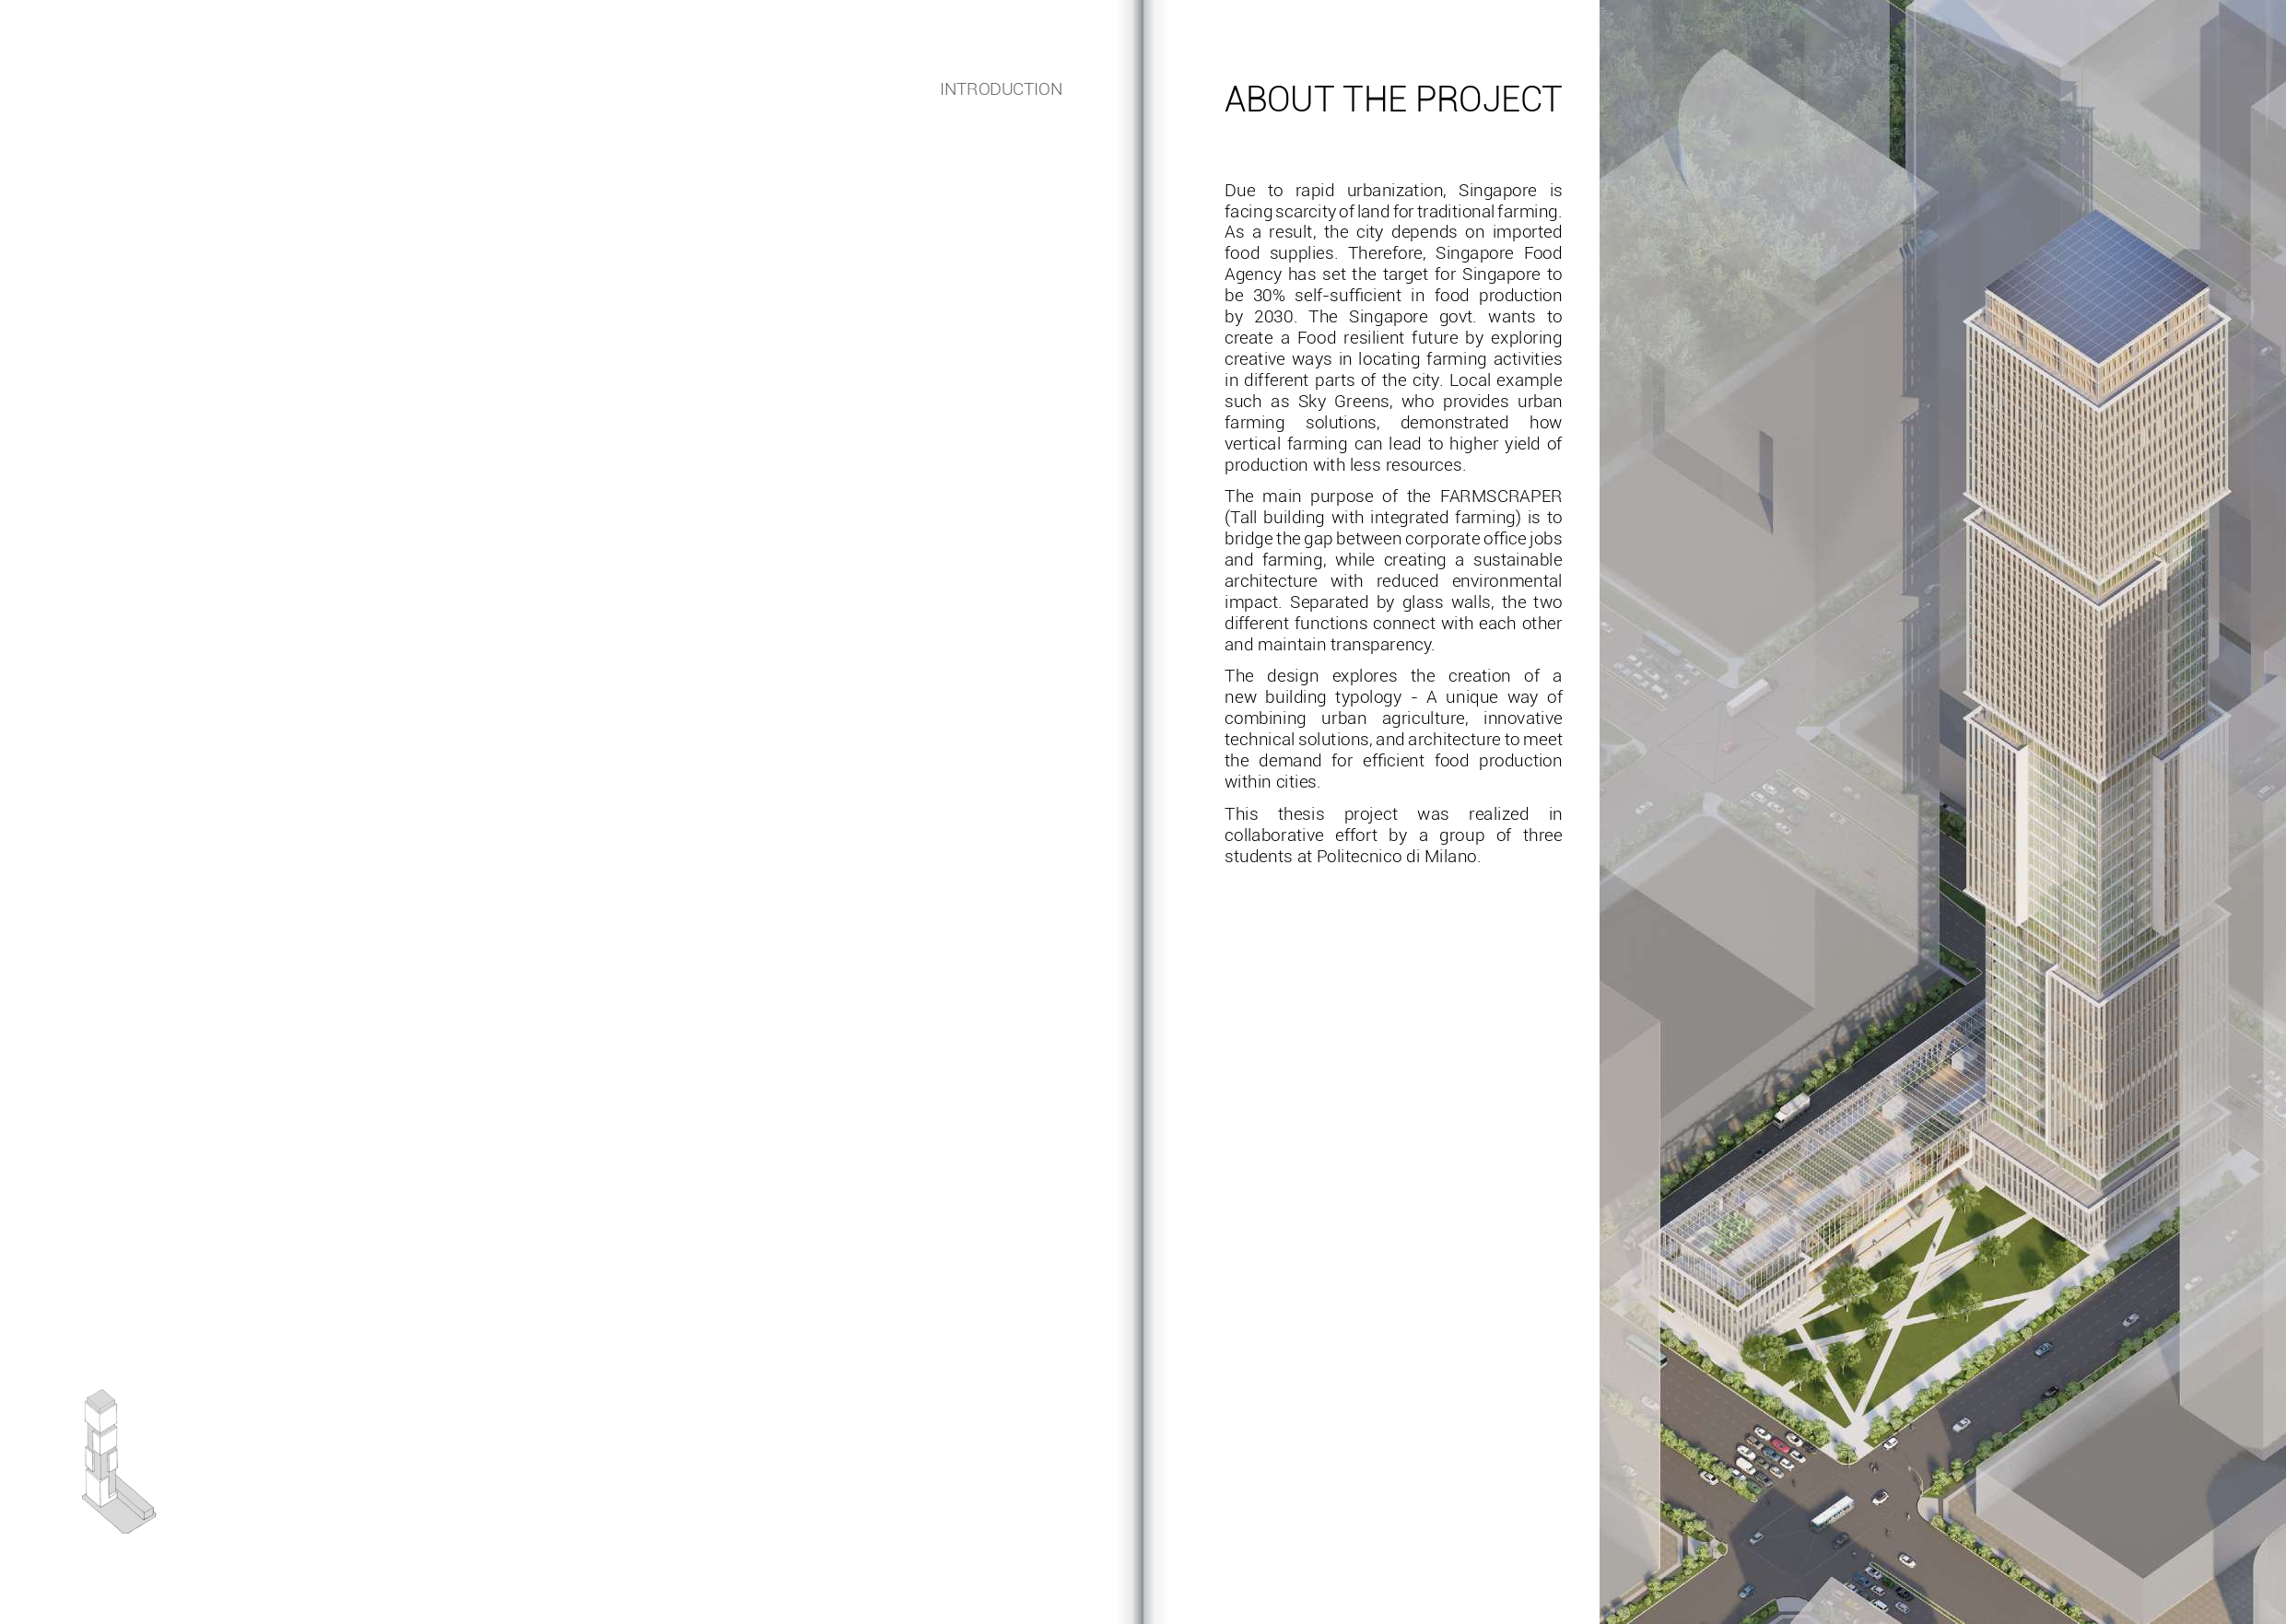 INTRODUCTION
ABOUT THE PROJECT
Due to rapid urbanization, Singapore is
facing scarcity of land for traditional farming.
As a result, the city depends on imported
food supplies. Therefore, Singapore Food
Agency has set the target for Singapore to
be 30% self-sufficient in food production
by 2030. The Singapore govt. wants to
create a Food resilient future by exploring
creative ways in locating farming activities
in different parts of the city. Local example
such as Sky Greens, who provides urban
farming solutions, demonstrated how
vertical farming can lead to higher yield of
production with less resources.
The main purpose of the FARMSCRAPER
(Tall building with integrated farming) is to
bridge the gap between corporate office jobs
and farming, while creating a sustainable
architecture with reduced environmental
impact. Separated by glass walls, the two
different functions connect with each other
and maintain transparency.
The design explores the creation of a
new building typology - A unique way of
combining urban agriculture, innovative
technical solutions, and architecture to meet
the demand for efficient food production
within cities.
This thesis project was realized in
collaborative effort by a group of three
students at Politecnico di Milano.